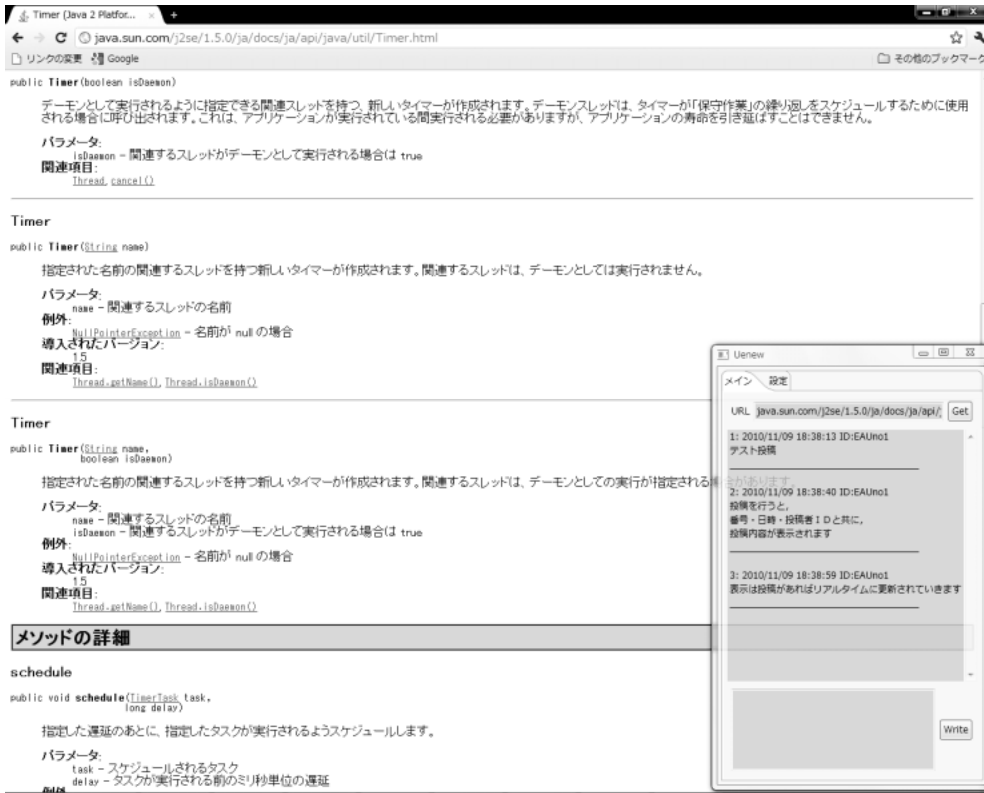 Timer (Java 2 Platfor...
java.sun.com/j2se/1.5.0/ja/docs/ja/api/java/util/Timer.html
リンクの変更 Google
その他のブックマーク
public Timer(boolean isDaemon)
デーモンとして実行されるように指定できる関連スレッドを持つ、新しいタイマーが作成されます。デーモンスレッドは、タイマーが「保守作業」の繰り返しをスケジュールするために使用
される場合に呼び出されます。これは、アプリケーションが実行されている間実行される必要がありますが、アプリケーションの寿命を引き延ばすことはできません。
パラメータ:
isDaemon - 関連するスレッドがデーモンとして実行される場合は true
関連項目:
Thread, cancel()
Timer
public Timer(String name)
指定された名前の関連するスレッドを持つ新しいタイマーが作成されます。関連するスレッドは、デーモンとしては実行されません。
パラメータ:
name - 関連するスレッドの名前
例外:
NullPointerException - 名前が null の場合
導入されたバージョン:
1.5
関連項目:
Thread.getName(), Thread.isDaemon()
Timer
public Timer(String name,
boolean isDaemon)
指定された名前の関連するスレッドを持つ新しいタイマーが作成されます。関連するスレッドは、デーモンとしての実行が指定される場合があります。
パラメータ:
name - 関連するスレッドの名前
isDaemon - 関連するスレッドがデーモンとして実行される場合は true
例外:
NullPointerException - 名前が null の場合
導入されたバージョン:
1.5
関連項目:
Thread.getName(), Thread.isDaemon()
メソッドの詳細
schedule
public void schedule(TimerTask task,
long delay)
指定した遅延のあとに、指定したタスクが実行されるようスケジュールします。
パラメータ:
task - スケジュールされるタスク
delay - タスクが実行される前のミリ秒単位の遅延
例外
Uenew
メイン 設定
URL java.sun.com/j2se/1.5.0/ja/docs/ja/api/ Get
1: 2010/11/09 18:38:13 ID:EAUno1
テスト投稿
2: 2010/11/09 18:38:40 ID:EAUno1
投稿を行うと，
番号・日時・投稿者ＩＤと共に，
投稿内容が表示されます
3: 2010/11/09 18:38:59 ID:EAUno1
表示は投稿があればリアルタイムに更新されていきます
Write